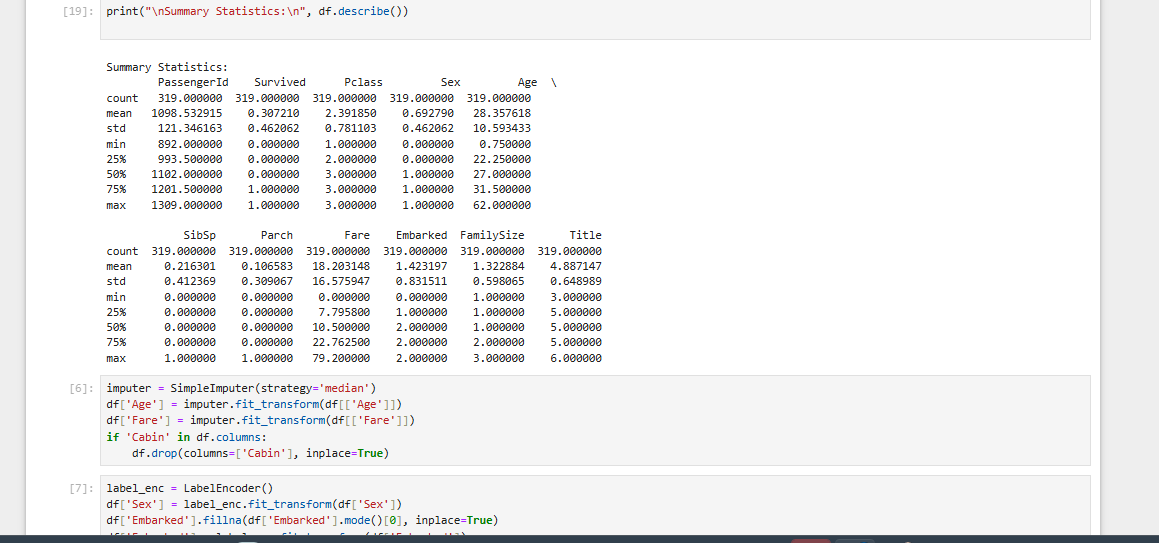 [19]: print("\nSummary Statistics:\n", df.describe())
Summary Statistics:
PassengerId Survived Pclass Sex Age \
count 319.000000 319.000000 319.000000 319.000000 319.000000
mean 1098.532915 0.307210 2.391850 0.692790 28.357618
std 121.346163 0.462062 0.781103 0.462062 10.593433
min 892.000000 0.000000 1.000000 0.000000 0.750000
25% 993.500000 0.000000 2.000000 0.000000 22.250000
50% 1102.000000 0.000000 3.000000 1.000000 27.000000
75% 1201.500000 1.000000 3.000000 1.000000 31.500000
max 1309.000000 1.000000 3.000000 1.000000 62.000000
SibSp Parch Fare Embarked FamilySize Title
count 319.000000 319.000000 319.000000 319.000000 319.000000 319.000000
mean 0.216301 0.106583 18.203148 1.423197 1.322884 4.887147
std 0.412369 0.309067 16.575947 0.831511 0.598065 0.648989
min 0.000000 0.000000 0.000000 0.000000 1.000000 3.000000
25% 0.000000 0.000000 7.795800 1.000000 1.000000 5.000000
50% 0.000000 0.000000 10.500000 2.000000 1.000000 5.000000
75% 0.000000 0.000000 22.762500 2.000000 2.000000 5.000000
max 1.000000 1.000000 79.200000 2.000000 3.000000 6.000000
[6]: imputer = SimpleImputer(strategy='median')
df['Age'] = imputer.fit_transform(df[['Age']])
df['Fare'] = imputer.fit_transform(df[['Fare']])
if 'Cabin' in df.columns:
df.drop(columns=['Cabin'], inplace=True)
[7]: label_enc = LabelEncoder()
df['Sex'] = label_enc.fit_transform(df['Sex'])
df['Embarked'].fillna(df['Embarked'].mode()[0], inplace=True)